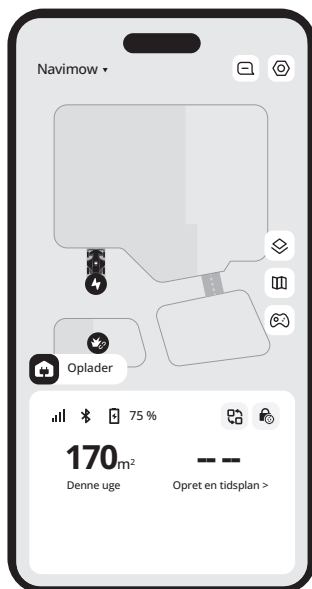 Navimow
Oplader
75 %
170m²
-- --
Denne uge
Opret en tidsplan >